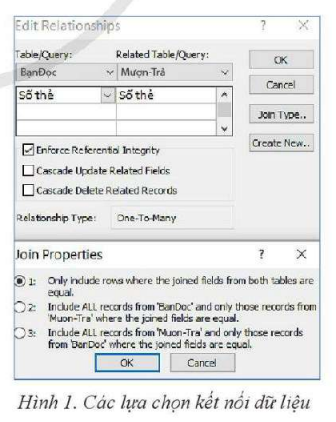 Edit Relationships ? ×
Table/Query: Related Table/Query:
BạnĐọc Mượn-Trả
Số thẻ Số thẻ
OK
Cancel
Join Type..
Create New..
Enforce Referential Integrity
Cascade Update Related Fields
Cascade Delete Related Records
Relationship Type: One-To-Many
Join Properties ? ×
1: Only include rows where the joined fields from both tables are
equal.
2: Include ALL records from 'BanDoc' and only those records from
'Muon-Tra' where the joined fields are equal.
3: Include ALL records from 'Muon-Tra' and only those records
from 'BanDoc' where the joined fields are equal.
OK Cancel
Hình 1. Các lựa chọn kết nối dữ liệu